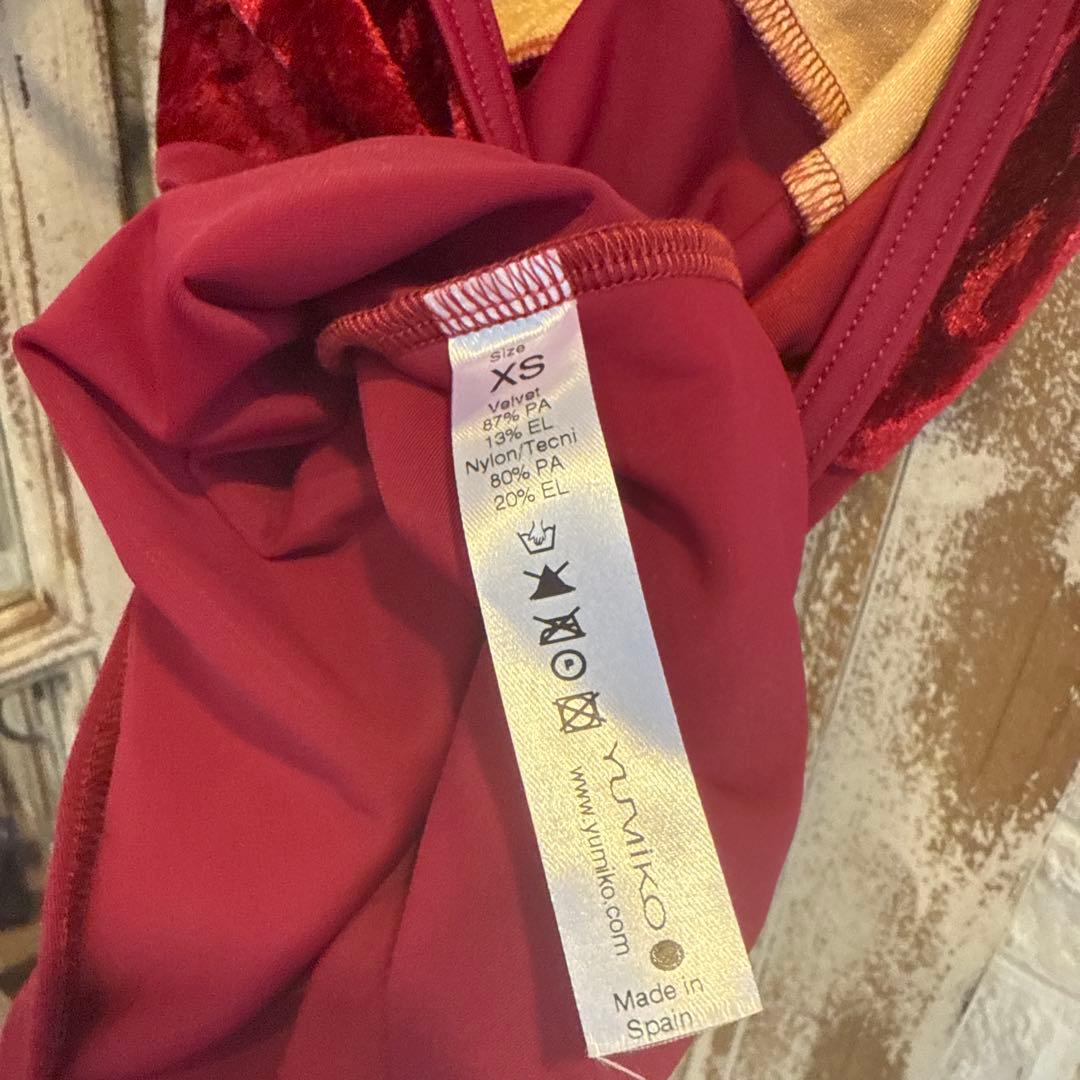 Size
XS
Velvet
87% PA
13% EL
Nylon/Tecni
80% PA
20% EL
YUMIKO
www.yumiko.com
Made in
Spain